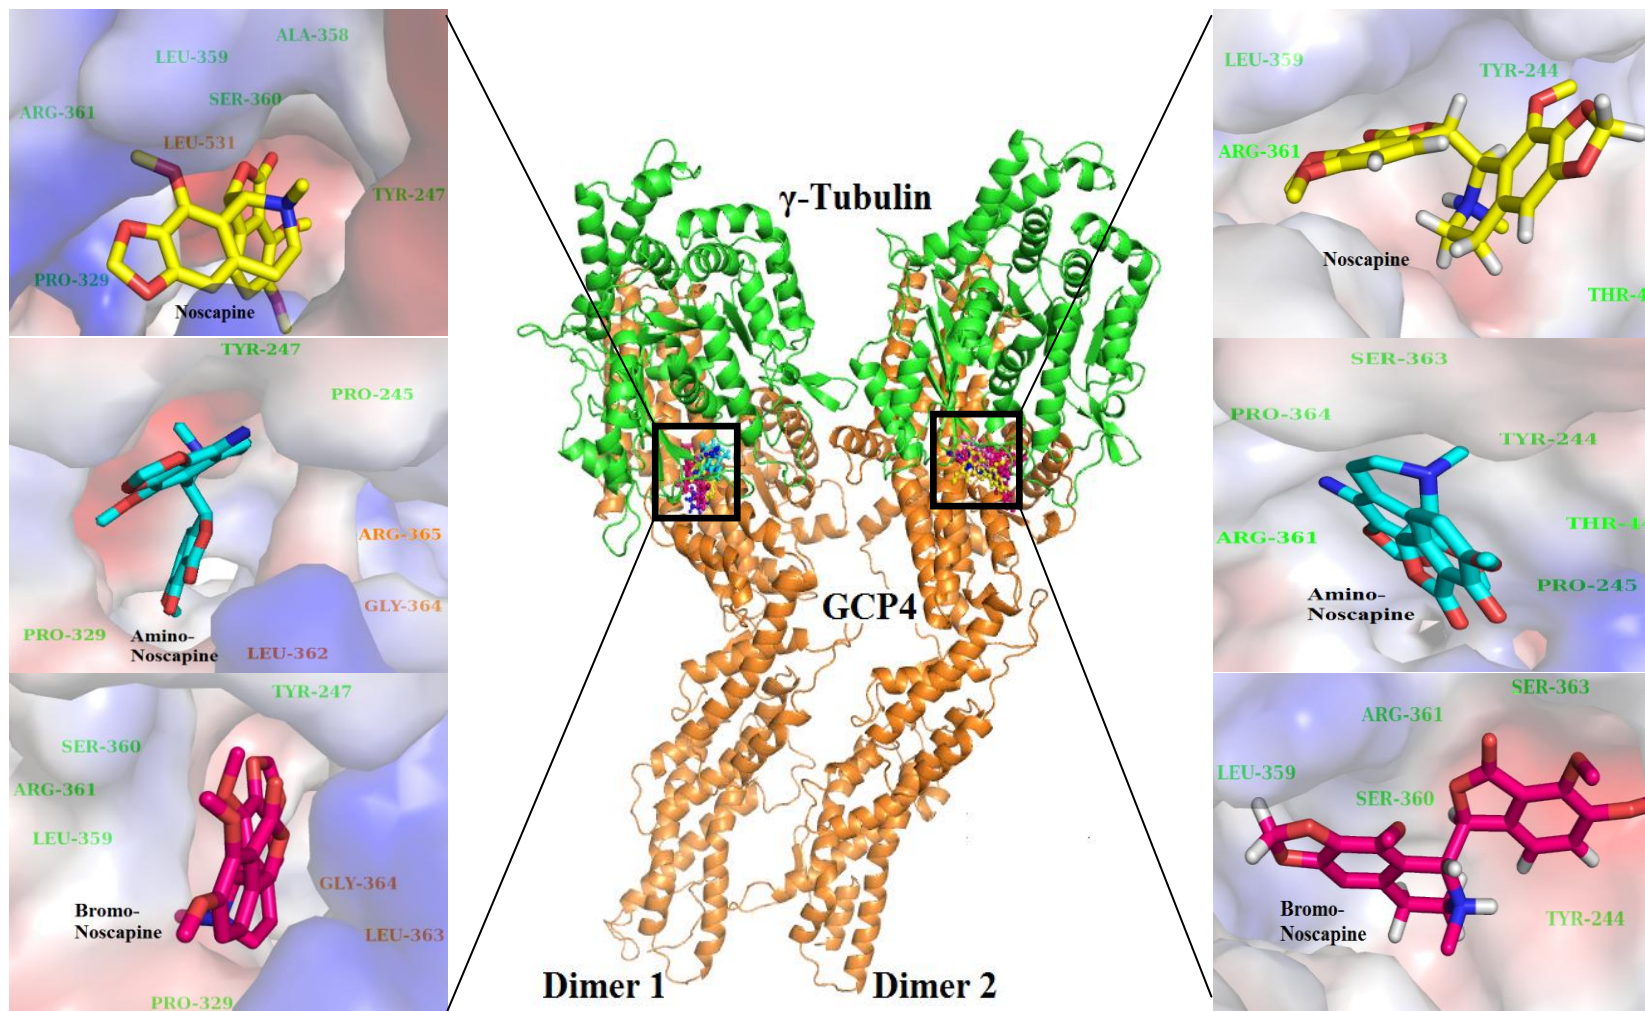 ALA-358
LEU-359
SER-360
ARG-361
LEU-531
TYR-247
PRO-329
Noscapine
TYR-247
PRO-245
ARG-365
GLY-364
PRO-329
Amino-
Noscapine
LEU-362
TYR-247
SER-360
ARG-361
LEU-359
GLY-364
Bromo-
Noscapine
LEU-363
PRO-329
γ-Tubulin
GCP4
Dimer 1
Dimer 2
LEU-359
TYR-244
ARG-361
Noscapine
THR-4
SER-363
PRO-364
TYR-244
THR-44
ARG-361
PRO-245
Amino-
Noscapine
SER-363
ARG-361
LEU-359
SER-360
Bromo-
Noscapine
TYR-244